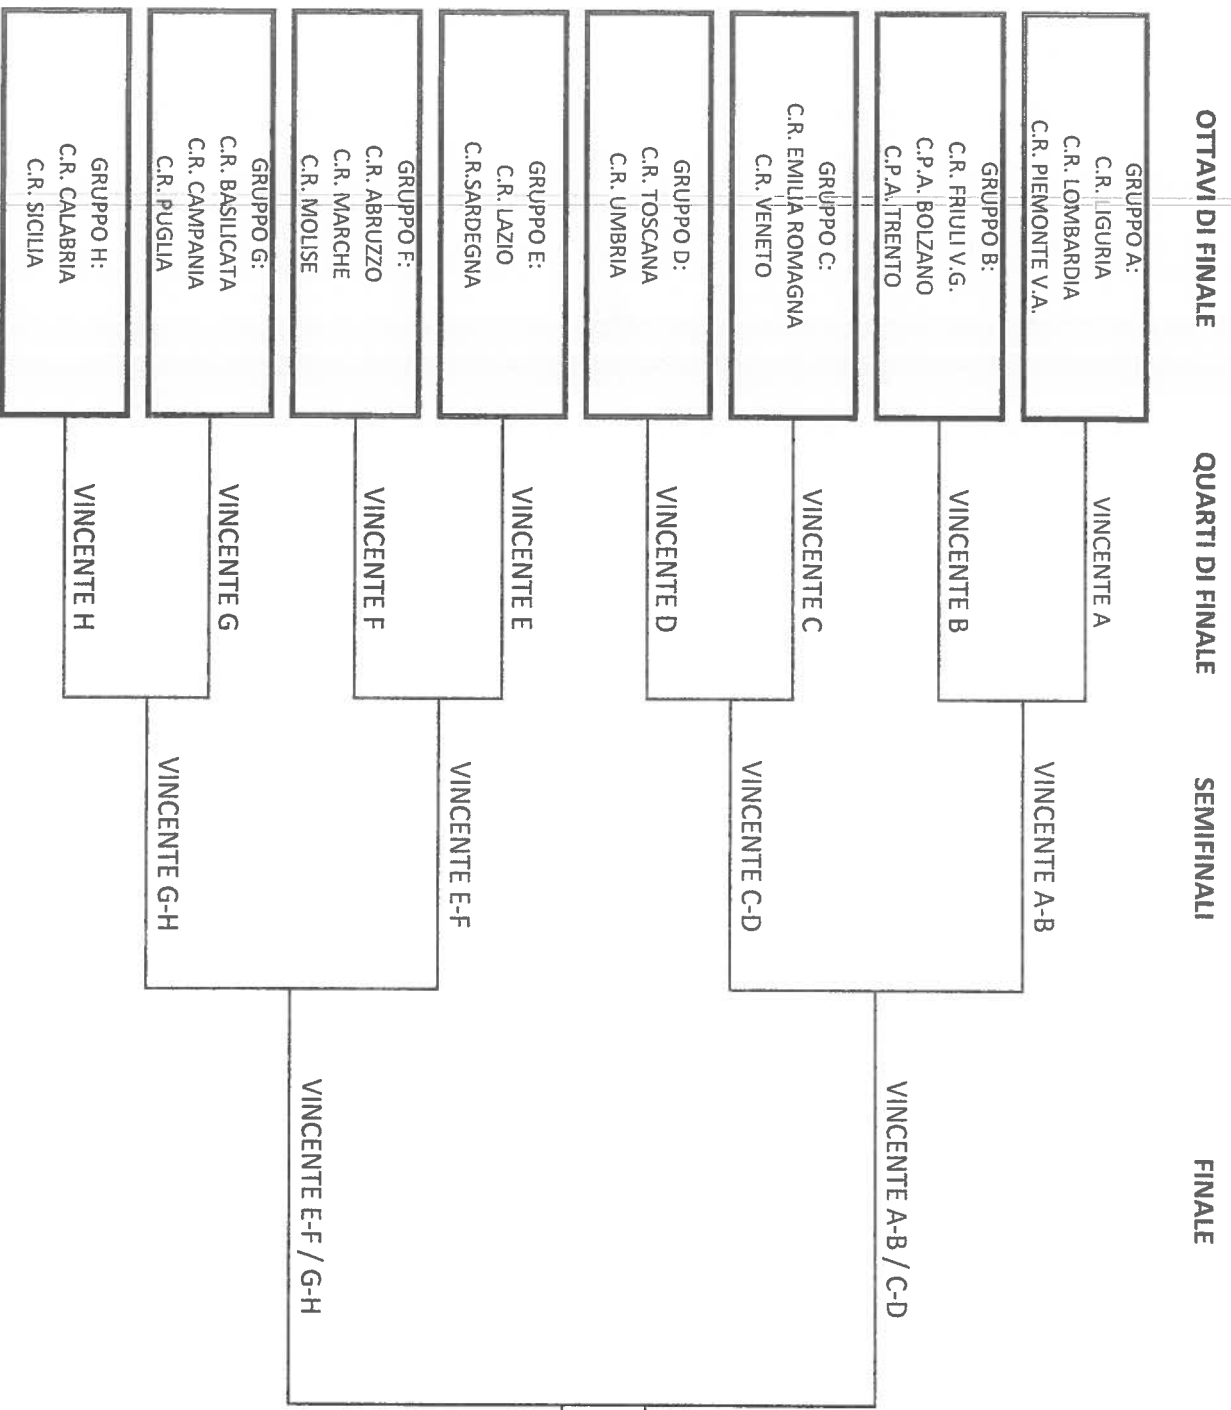 OTTAVI DI FINALE
QUARTI DI FINALE
SEMIFINALI
FINALE
GRUPPO A:
C.R. LIGURIA
C.R. LOMBARDIA
C.R. PIEMONTE V.A.
VINCENTE A
GRUPPO B:
C.R. FRIULI V.G.
C.P.A. BOLZANO
C.P.A. TRENTO
VINCENTE B
VINCENTE A-B
GRUPPO C:
C.R. EMILIA ROMAGNA
C.R. VENETO
VINCENTE C
GRUPPO D:
C.R. TOSCANA
C.R. UMBRIA
VINCENTE D
VINCENTE C-D
VINCENTE A-B / C-D
GRUPPO E:
C.R. LAZIO
C.R.SARDEGNA
VINCENTE E
GRUPPO F:
C.R. ABRUZZO
C.R. MARCHE
C.R. MOLISE
VINCENTE F
VINCENTE E-F
GRUPPO G:
C.R. BASILICATA
C.R. CAMPANIA
C.R. PUGLIA
VINCENTE G
GRUPPO H:
C.R. CALABRIA
C.R. SICILIA
VINCENTE H
VINCENTE G-H
VINCENTE E-F / G-H